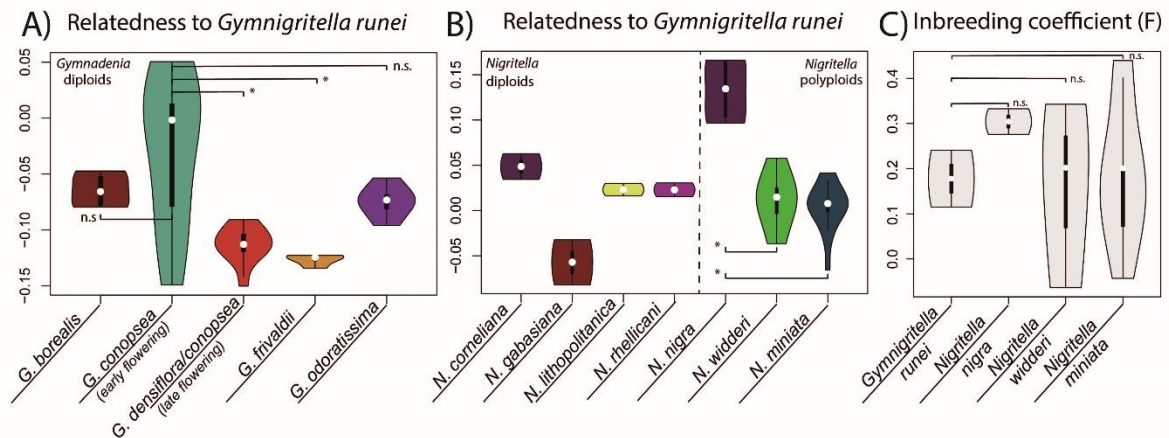 A) Relatedness to Gymnigritella runei
Gymnadenia
diploids
n.s.
*
*
n.s
0.05
0.00
−0.05
−0.10
−0.15
G. borealis
G. conopsea
(early flowering)
G. densiflora/conopsea
(late flowering)
G. frivaldii
G. odoratissima
B) Relatedness to Gymnigritella runei
Nigritella
diploids
Nigritella
polyploids
*
*
0.15
0.10
0.05
0.00
−0.05
N. corneliana
N. gabasiana
N. lithopolitanica
N. rhellicani
N. nigra
N. widderi
N. miniata
C) Inbreeding coefficient (F)
n.s.
n.s.
n.s.
0.4
0.3
0.2
0.1
0.0
Gymnigritella
runei
Nigritella
nigra
Nigritella
widderi
Nigritella
miniata